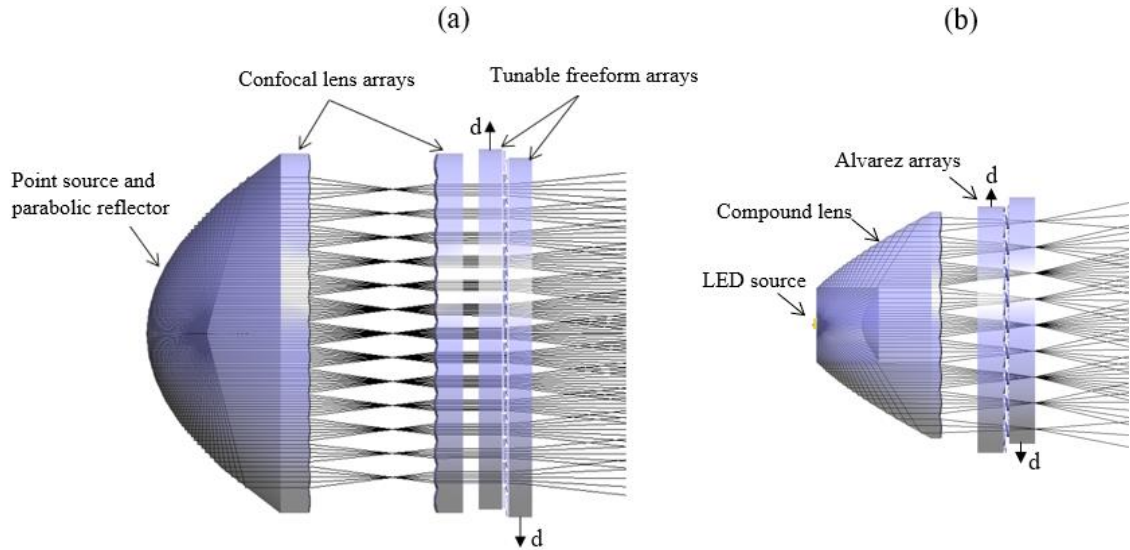 (a)
(b)
Confocal lens arrays
Tunable freeform arrays
d
Point source and
parabolic reflector
d
Alvarez arrays
d
Compound lens
LED source
d